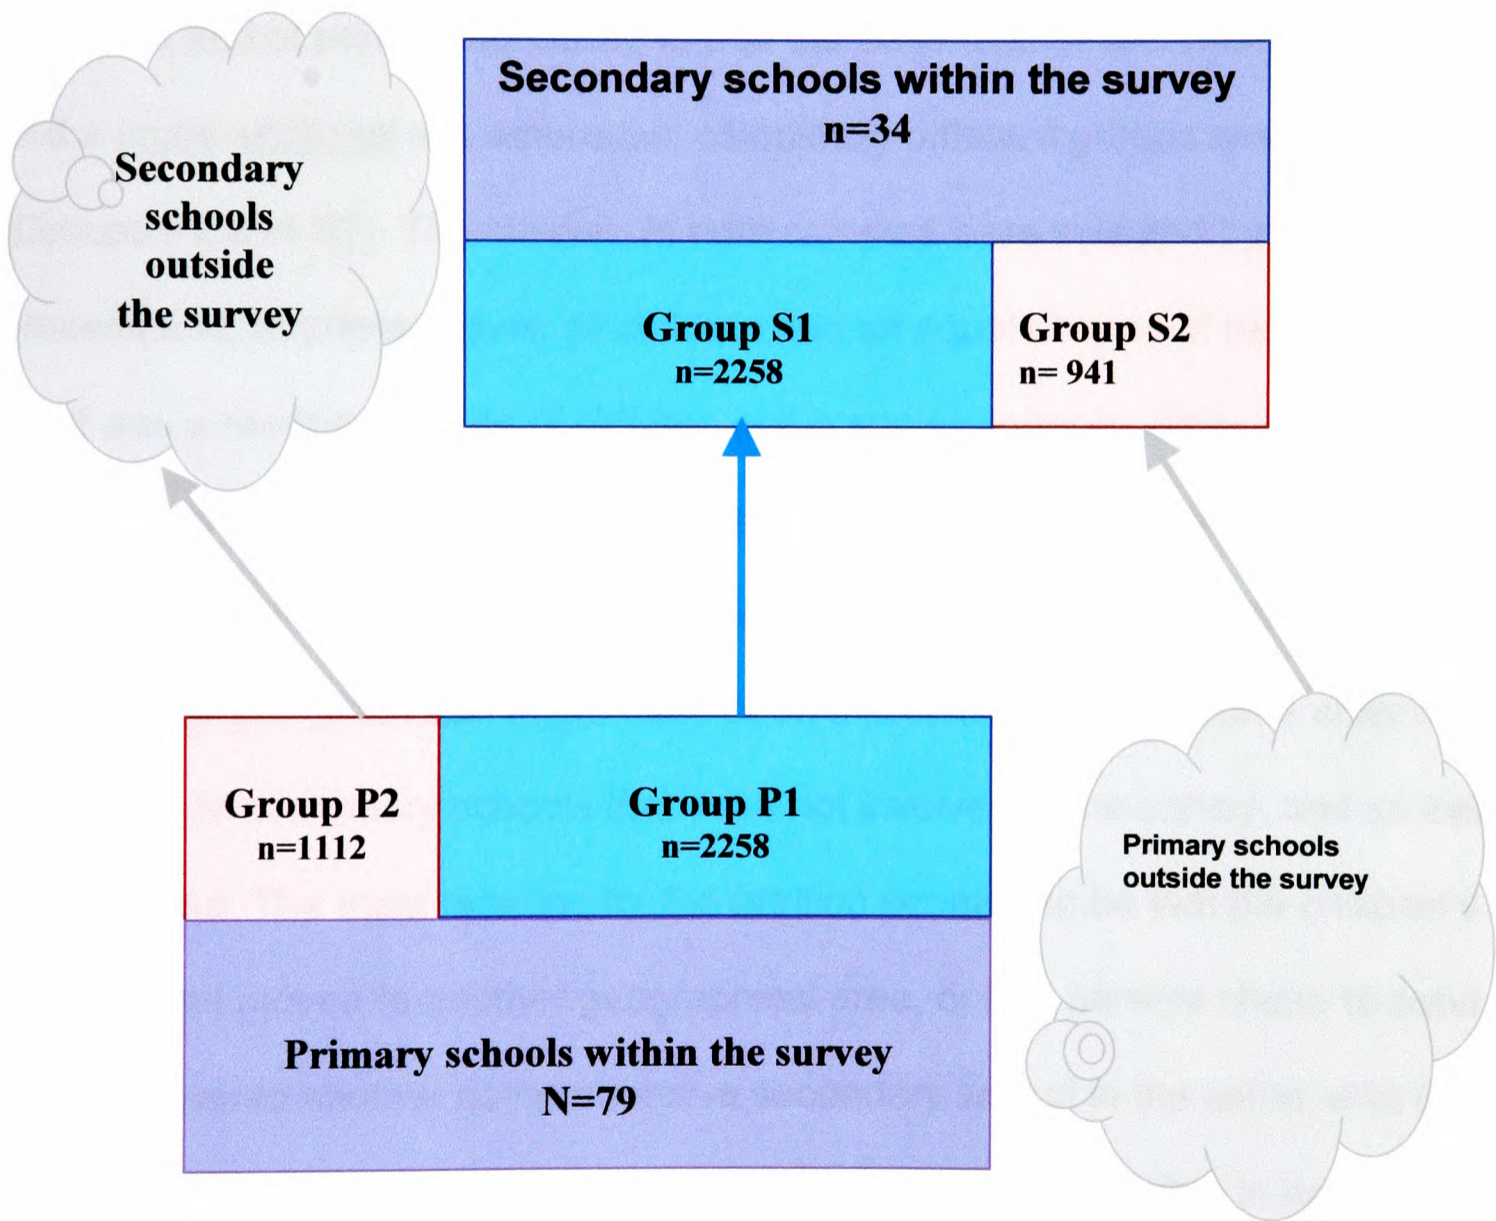 Secondary schools within the survey
n=34
Secondary
schools
outside
the survey
Group S1
n=2258
Group S2
n= 941
Group P2
n=1112
Group P1
n=2258
Primary schools
outside the survey
Primary schools within the survey
N=79